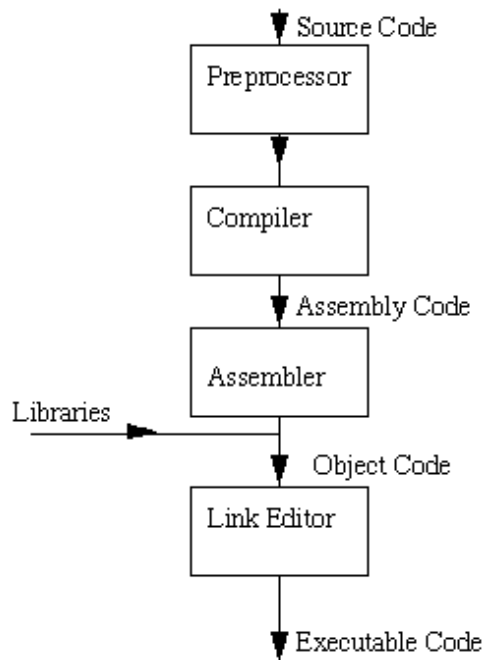 Source Code
Preprocessor
Compiler
Assembly Code
Assembler
Libraries
Object Code
Link Editor
Executable Code